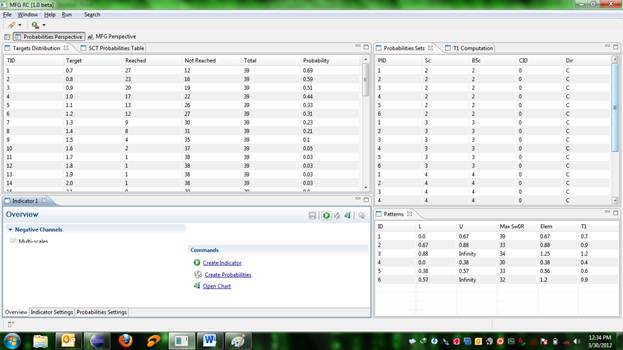 MFG RC [1.0 beta]
File Window Help Run Search
Probabilities Perspective MFG Perspective
Targets Distribution SCT Probabilities Table
TID Target Reached Not Reached Total Probability
1 0.7 27 12 39 0.69
2 0.8 23 16 39 0.59
3 0.9 20 19 39 0.51
4 1.0 17 22 39 0.44
5 1.1 13 26 39 0.33
6 1.2 12 27 39 0.31
7 1.3 9 30 39 0.23
8 1.4 8 31 39 0.21
9 1.5 4 35 39 0.1
10 1.6 2 37 39 0.05
11 1.7 1 38 39 0.03
12 1.8 1 38 39 0.03
13 1.9 1 38 39 0.03
14 2.0 1 38 39 0.03
Probabilities Sets T1 Computation
PID Sc BSc CID Dir
1 2 2 0 C
2 2 2 0 C
3 2 2 0 C
4 2 2 0 C
5 2 2 0 C
6 2 2 0 C
1 3 3 0 C
2 3 3 0 C
3 3 3 0 C
4 3 3 0 C
5 3 3 0 C
6 3 3 0 C
1 4 4 0 C
2 4 4 0 C
3 4 4 0 C
4 4 4 0 C
Indicator 1
Overview
Negative Channels
Multi-scales
Commands
Create Indicator
Create Probabilities
Open Chart
Overview Indicator Settings Probabilities Settings
Patterns
ID L U Max Sw0R Elem T1
1 0.0 0.67 39 0.67 0.7
2 0.67 0.88 33 0.88 0.9
3 0.88 Infinity 34 1.25 1.2
4 0.0 0.38 30 0.38 0.4
5 0.38 0.57 33 0.56 0.6
6 0.57 Infinity 32 1.2 0.9
12:34 PM
3/30/2012